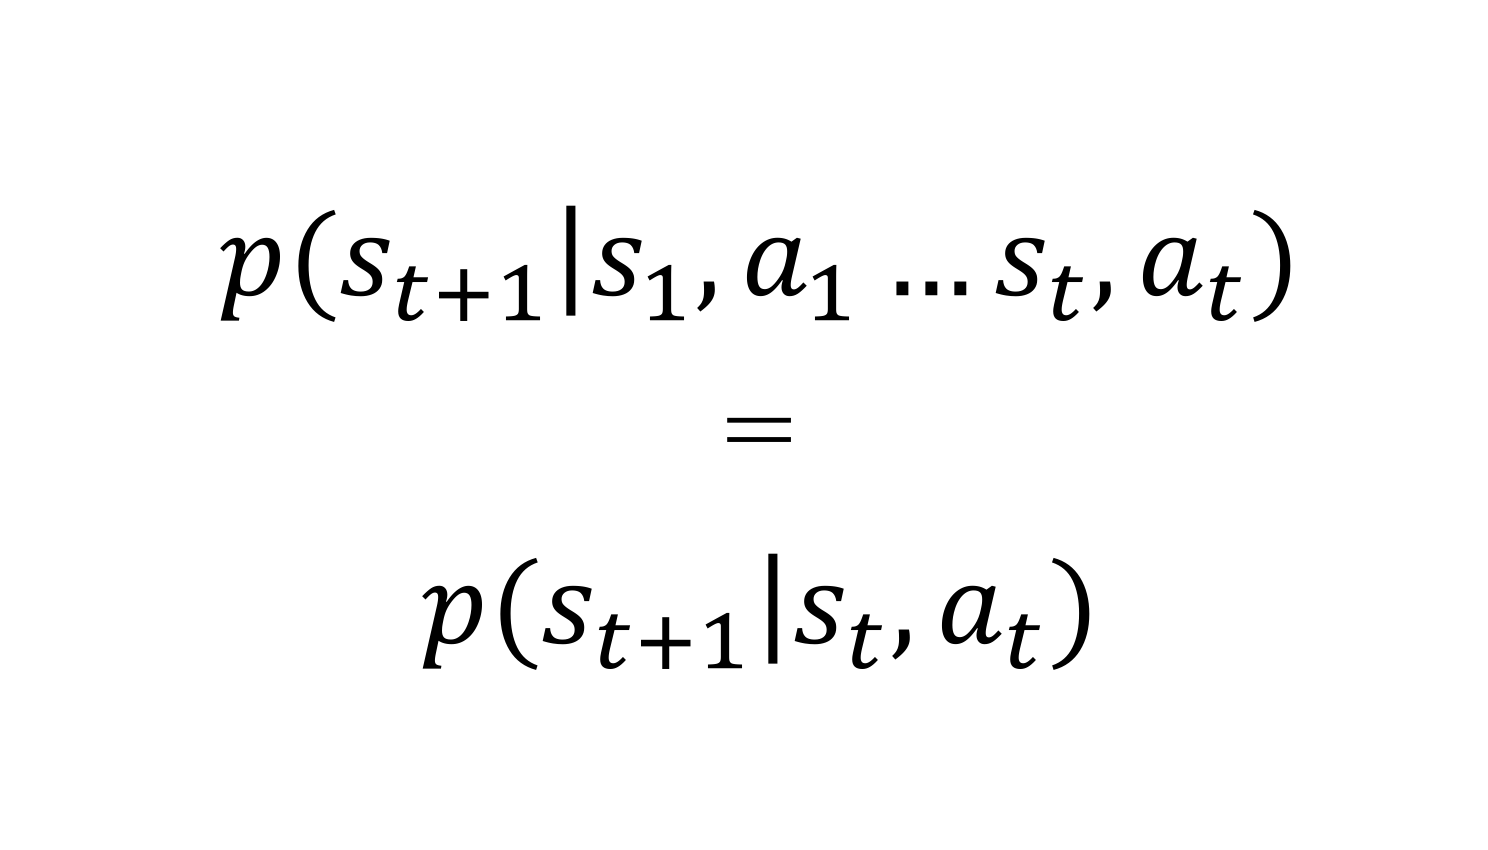 p(s_{t+1}|s_1, a_1 … s_t, a_t)
=
p(s_{t+1}|s_t, a_t)